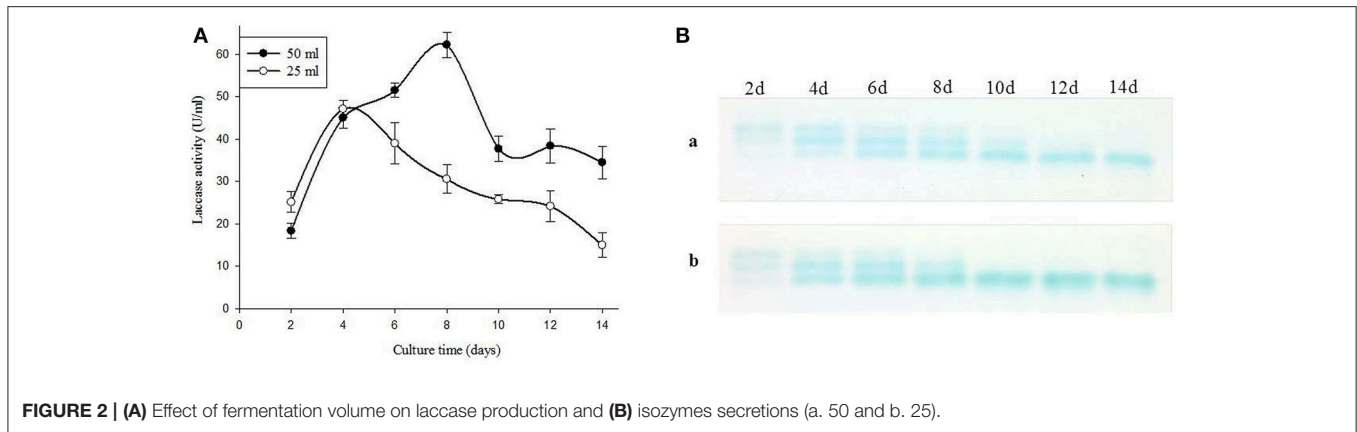 A
50 ml
25 ml
Laccase activity (U/ml)
60
50
40
30
20
10
0
0 2 4 6 8 10 12 14
Culture time (days)
B
2d 4d 6d 8d 10d 12d 14d
a
b
FIGURE 2 | (A) Effect of fermentation volume on laccase production and (B) isozymes secretions (a. 50 and b. 25).